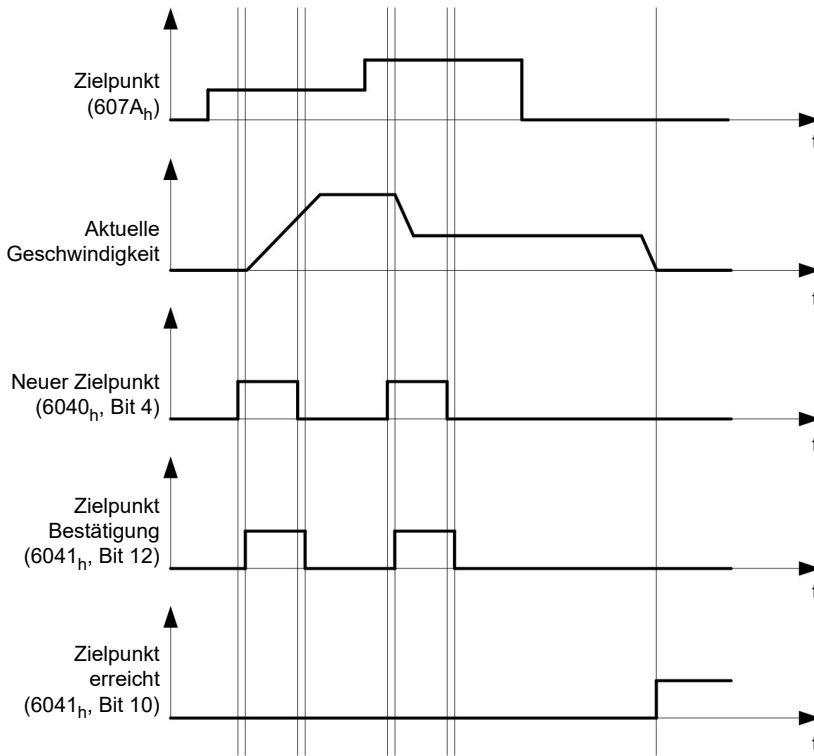 Zielpunkt
(607Ah)
t
Aktuelle
Geschwindigkeit
t
Neuer Zielpunkt
(6040h, Bit 4)
t
Zielpunkt
Bestätigung
(6041h, Bit 12)
t
Zielpunkt
erreicht
(6041h, Bit 10)
t